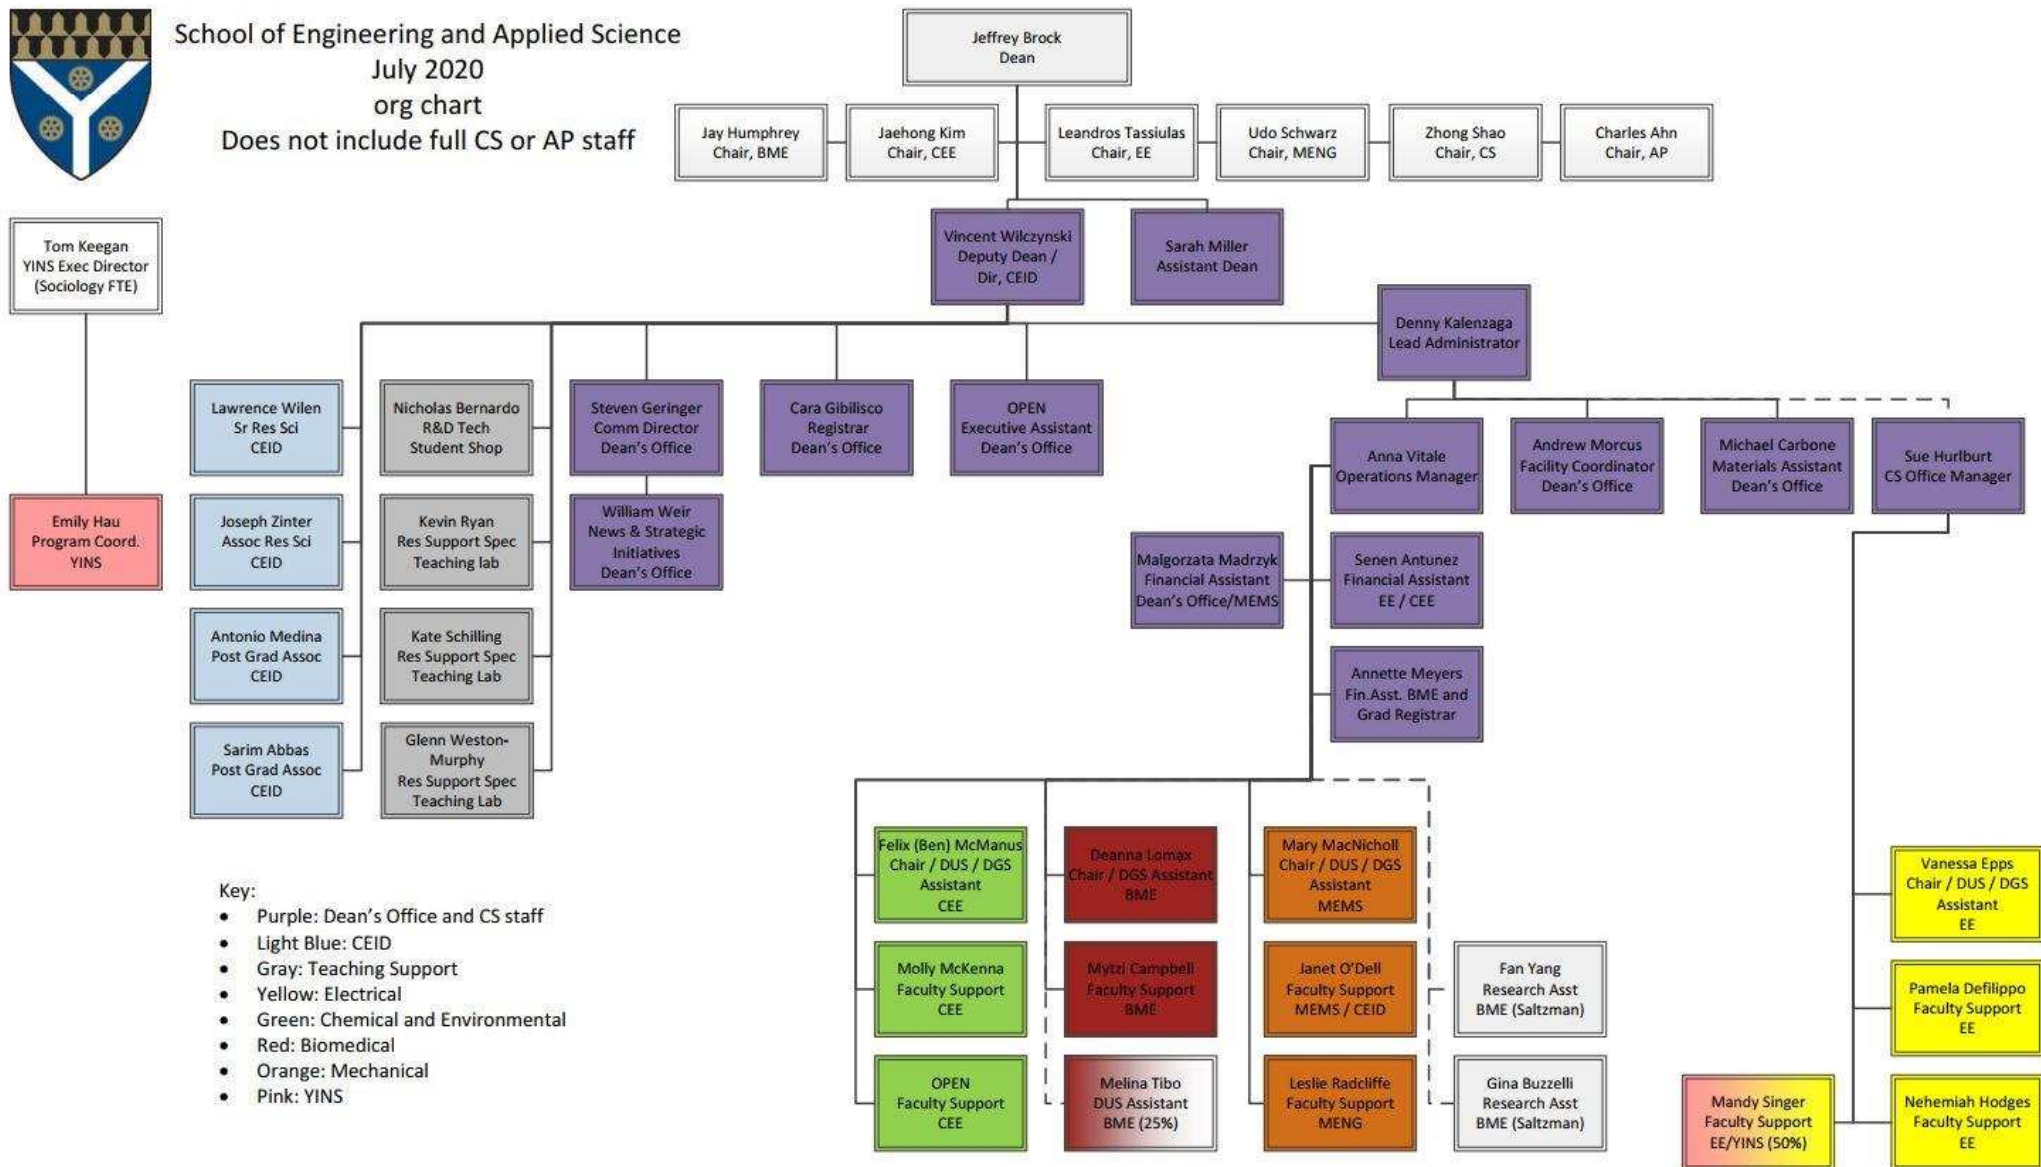 School of Engineering and Applied Science
July 2020
org chart
Does not include full CS or AP staff
Jeffrey Brock
Dean
Jay Humphrey
Chair, BME
Jaehong Kim
Chair, CEE
Leandros Tassiulas
Chair, EE
Udo Schwarz
Chair, MENG
Zhong Shao
Chair, CS
Charles Ahn
Chair, AP
Tom Keegan
YINS Exec Director
(Sociology FTE)
Vincent Wilczynski
Deputy Dean /
Dir, CEID
Sarah Miller
Assistant Dean
Denny Kalenzaga
Lead Administrator
Lawrence Wilen
Sr Res Sci
CEID
Nicholas Bernardo
R&D Tech
Student Shop
Steven Geringer
Comm Director
Dean's Office
Cara Gibilisco
Registrar
Dean's Office
OPEN
Executive Assistant
Dean's Office
Anna Vitale
Operations Manager
Andrew Morcus
Facility Coordinator
Dean's Office
Michael Carbone
Materials Assistant
Dean's Office
Sue Hurlburt
CS Office Manager
Emily Hau
Program Coord.
YINS
Joseph Zinter
Assoc Res Sci
CEID
Kevin Ryan
Res Support Spec
Teaching lab
William Weir
News & Strategic
Initiatives
Dean's Office
Malgorzata Madrzyk
Financial Assistant
Dean's Office/MEMS
Senen Antunez
Financial Assistant
EE / CEE
Antonio Medina
Post Grad Assoc
CEID
Kate Schilling
Res Support Spec
Teaching Lab
Annette Meyers
Fin.Asst. BME and
Grad Registrar
Sarim Abbas
Post Grad Assoc
CEID
Glenn Weston-
Murphy
Res Support Spec
Teaching Lab
Felix (Ben) McManus
Chair / DUS / DGS
Assistant
CEE
Deanna Lomax
Chair / DGS Assistant
BME
Mary MacNicholl
Chair / DUS / DGS
Assistant
MEMS
Vanessa Epps
Chair / DUS / DGS
Assistant
EE
Molly McKenna
Faculty Support
CEE
Mytzi Campbell
Faculty Support
BME
Janet O'Dell
Faculty Support
MEMS / CEID
Fan Yang
Research Asst
BME (Saltzman)
Pamela Defilippo
Faculty Support
EE
OPEN
Faculty Support
CEE
Melina Tibo
DUS Assistant
BME (25%)
Leslie Radcliffe
Faculty Support
MENG
Gina Buzzelli
Research Asst
BME (Saltzman)
Mandy Singer
Faculty Support
EE/YINS (50%)
Nehemiah Hodges
Faculty Support
EE
Key:
• Purple: Dean's Office and CS staff
• Light Blue: CEID
• Gray: Teaching Support
• Yellow: Electrical
• Green: Chemical and Environmental
• Red: Biomedical
• Orange: Mechanical
• Pink: YINS